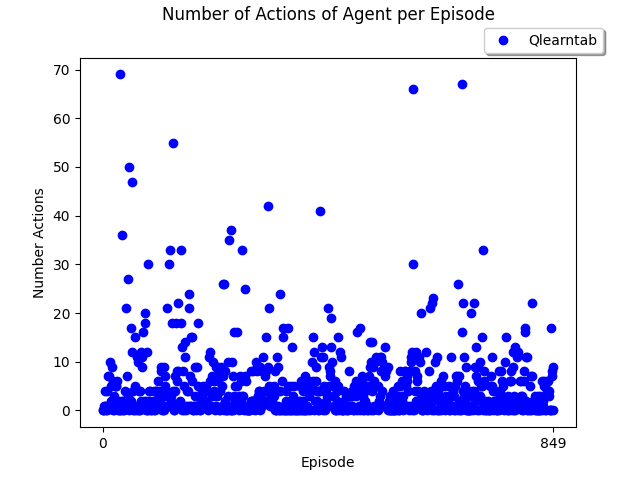 Number of Actions of Agent per Episode
Qlearntab
70
60
50
40
30
20
10
0
Number Actions
0 849
Episode